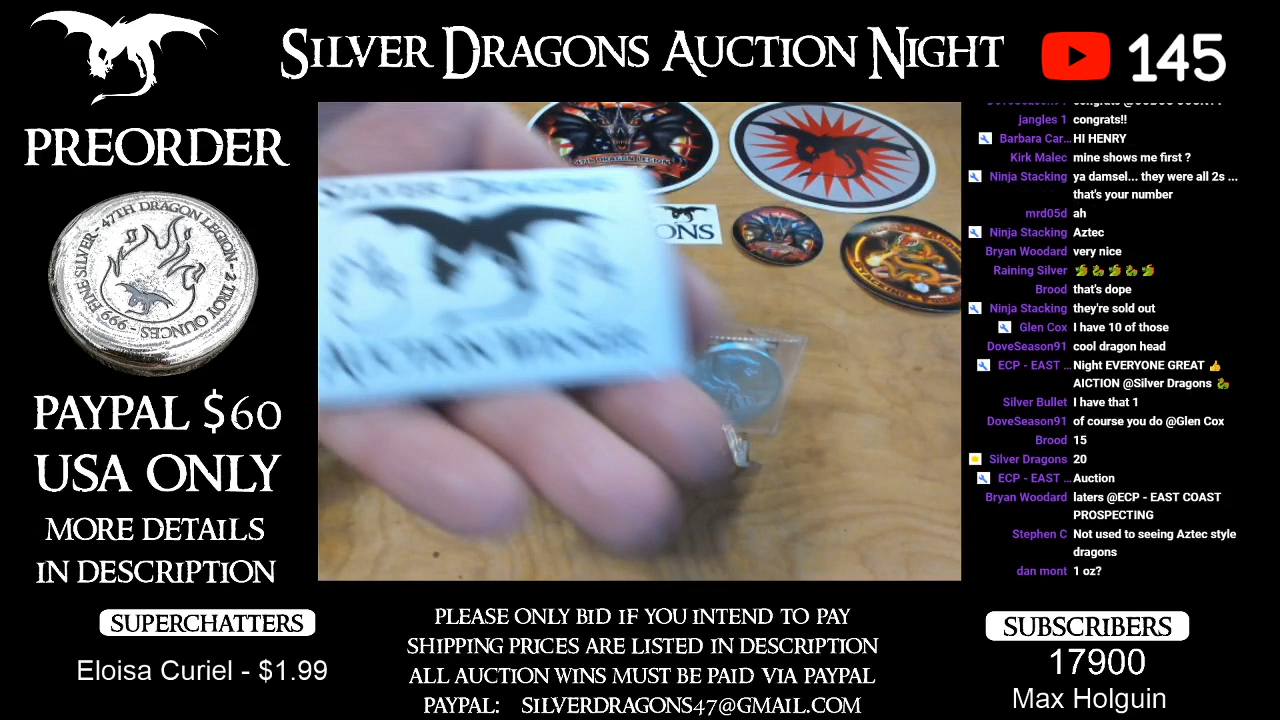 SILVER DRAGONS AUCTION NIGHT
145
PREORDER
47TH DRAGON LEGION - 2 TROY OUNCES - 999 FINE SILVER -
PAYPAL $60
USA ONLY
MORE DETAILS
IN DESCRIPTION
SUPERCHATTERS
Eloisa Curiel - $1.99
47TH DRAGON LEGION
ONS
jangles 1 congrats!!
Barbara Car... HI HENRY
Kirk Malec mine shows me first ?
Ninja Stacking ya damsel... they were all 2s ...
that's your number
mrd05d ah
Ninja Stacking Aztec
Bryan Woodard very nice
Raining Silver 🐲🐉🐲🐉🐲
Brood that's dope
Ninja Stacking they're sold out
Glen Cox I have 10 of those
DoveSeason91 cool dragon head
ECP - EAST ... Night EVERYONE GREAT 👍
AICTION @Silver Dragons 🐉
Silver Bullet I have that 1
DoveSeason91 of course you do @Glen Cox
Brood 15
Silver Dragons 20
ECP - EAST ... Auction
Bryan Woodard laters @ECP - EAST COAST
PROSPECTING
Stephen C Not used to seeing Aztec style
dragons
dan mont 1 oz?
PLEASE ONLY BID IF YOU INTEND TO PAY
SHIPPING PRICES ARE LISTED IN DESCRIPTION
ALL AUCTION WINS MUST BE PAID VIA PAYPAL
PAYPAL: SILVERDRAGONS47@GMAIL.COM
SUBSCRIBERS
17900
Max Holguin